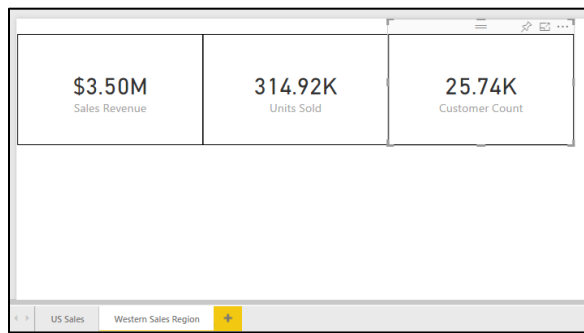 $3.50M
Sales Revenue
314.92K
Units Sold
25.74K
Customer Count
US Sales
Western Sales Region
+